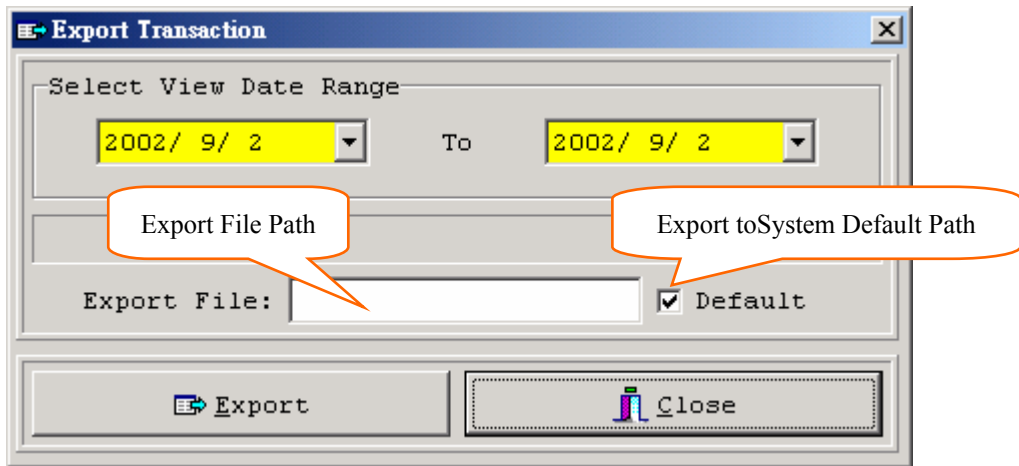 Export Transaction
Select View Date Range
2002/ 9/ 2 To 2002/ 9/ 2
Export File Path
Export toSystem Default Path
Export File: Default
Export Close